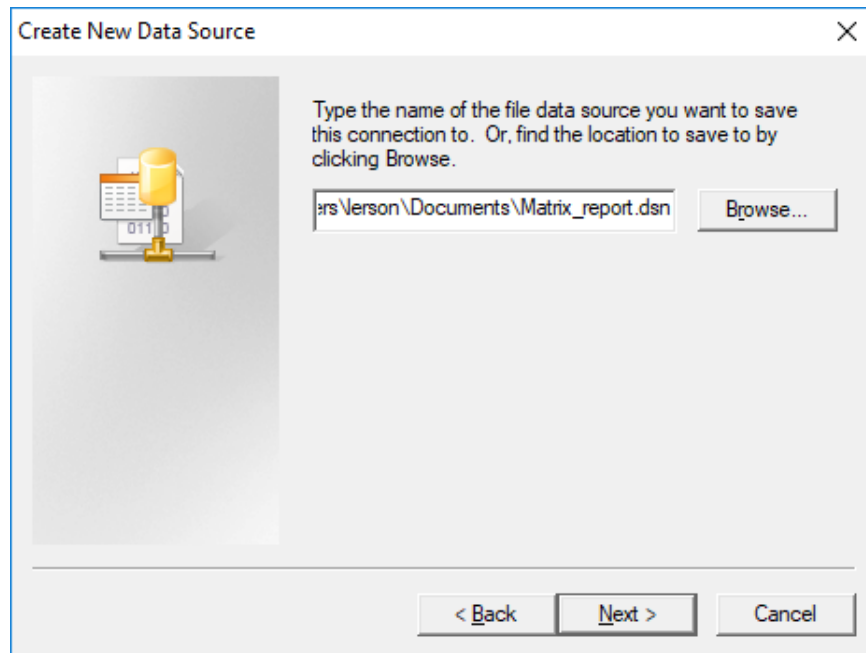 Create New Data Source
Type the name of the file data source you want to save
this connection to. Or, find the location to save to by
clicking Browse.
ers\lerson\Documents\Matrix_report.dsn
Browse...
< Back
Next >
Cancel